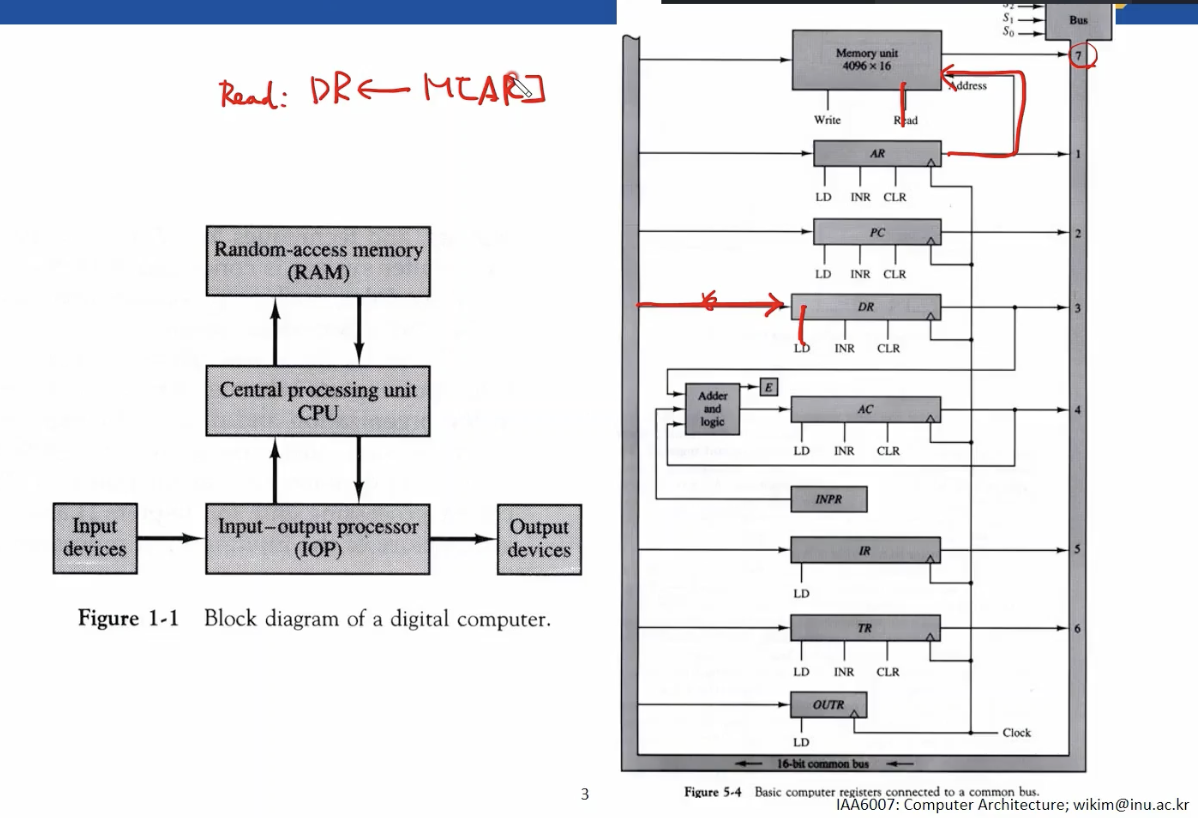 Read: DR ← M[AR]
Random-access memory
(RAM)
Central processing unit
CPU
Input
devices
Input-output processor
(IOP)
Output
devices
Figure 1-1 Block diagram of a digital computer.
3
S2
S1
S0
Bus
Memory unit
4096 × 16
7
Address
Write
Read
AR
1
LD INR CLR
PC
2
LD INR CLR
DR
3
LD INR CLR
Adder
and
logic
E
AC
4
LD INR CLR
INPR
IR
5
LD
TR
6
LD INR CLR
OUTR
LD
Clock
16-bit common bus
Figure 5-4 Basic computer registers connected to a common bus.
IAA6007: Computer Architecture; wikim@inu.ac.kr